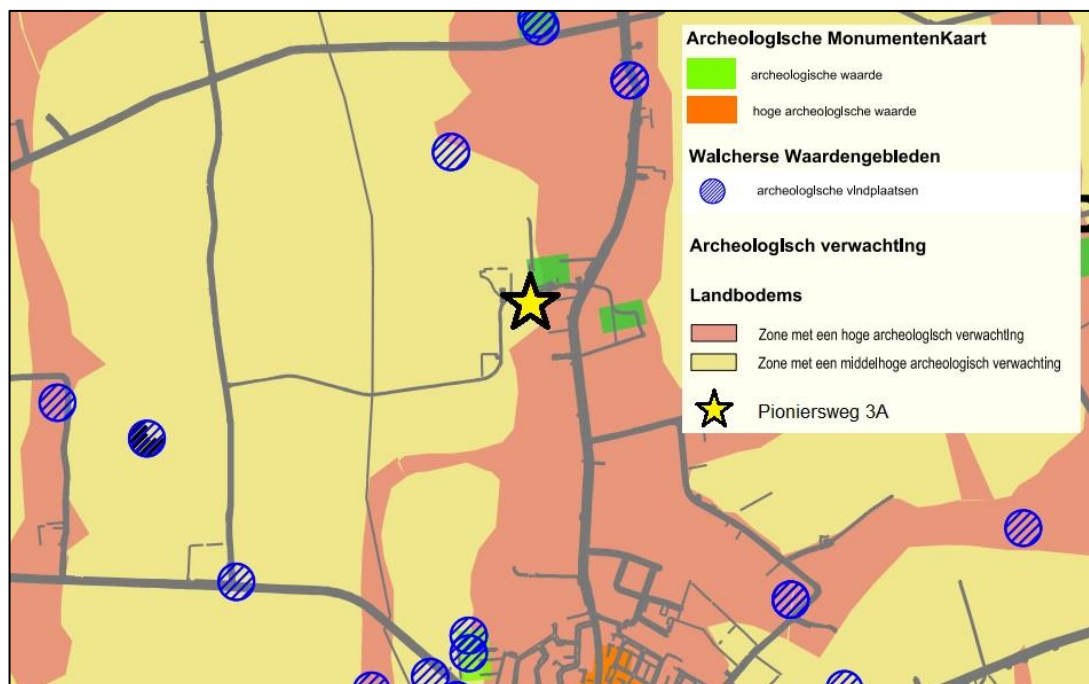 Archeologische MonumentenKaart
archeologische waarde
hoge archeologische waarde
Walcherse Waardengebieden
archeologische vindplaatsen
Archeologisch verwachting
Landbodems
Zone met een hoge archeologisch verwachting
Zone met een middelhoge archeologisch verwachting
Pioniersweg 3A